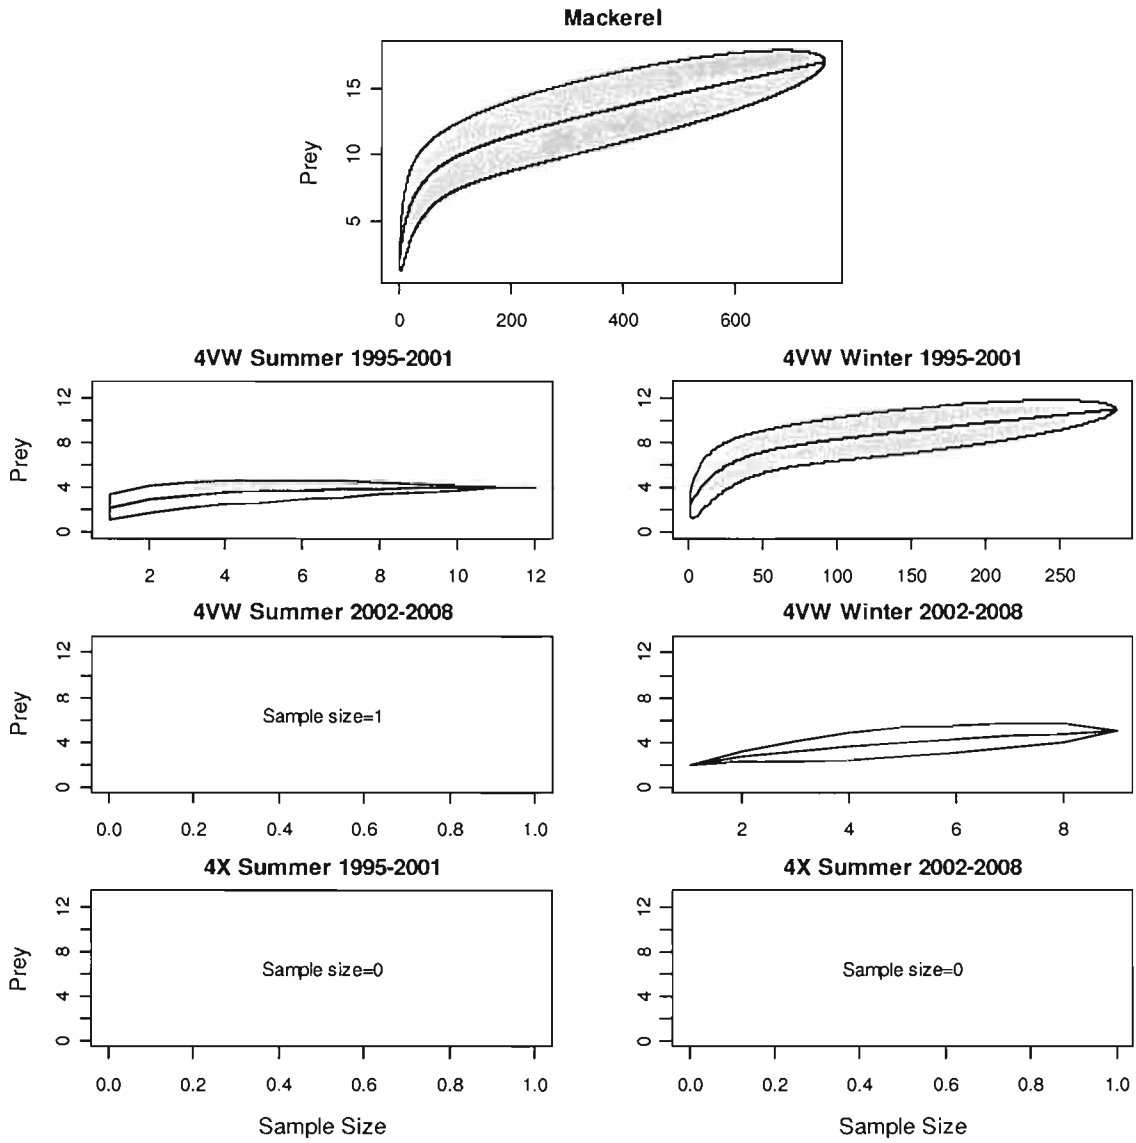 Mackerel
Prey
5 10 15
0 200 400 600
4VW Summer 1995-2001
Prey
0 4 8 12
2 4 6 8 10 12
4VW Winter 1995-2001
0 4 8 12
0 50 100 150 200 250
4VW Summer 2002-2008
Prey
0 4 8 12
Sample size=1
0.0 0.2 0.4 0.6 0.8 1.0
4VW Winter 2002-2008
0 4 8 12
2 4 6 8
4X Summer 1995-2001
Prey
0 4 8 12
Sample size=0
0.0 0.2 0.4 0.6 0.8 1.0
Sample Size
4X Summer 2002-2008
0 4 8 12
Sample size=0
0.0 0.2 0.4 0.6 0.8 1.0
Sample Size